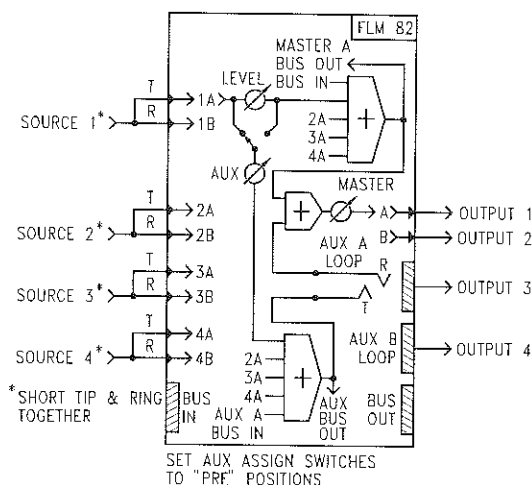 FLM 82
MASTER A
BUS OUT
BUS IN
LEVEL
T
1A
SOURCE 1*
R
1B
2A
3A
4A
+
AUX
MASTER
T
2A
+
A
OUTPUT 1
SOURCE 2*
R
2B
B
OUTPUT 2
AUX A
LOOP
R
T
3A
SOURCE 3*
R
3B
OUTPUT 3
T
T
4A
SOURCE 4*
R
4B
AUX B
LOOP
OUTPUT 4
2A
3A
4A
+
*SHORT TIP & RING
TOGETHER
BUS
IN
AUX A
BUS IN
AUX
BUS
OUT
BUS
OUT
SET AUX ASSIGN SWITCHES
TO "PRE" POSITIONS